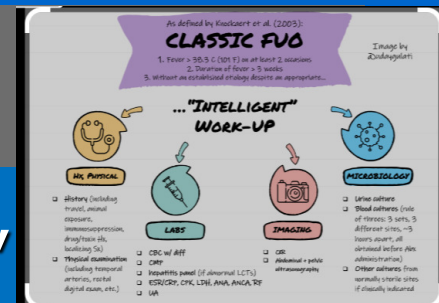 As defined by Knockaert et al. (2003):
CLASSIC FUO
1. Fever > 38.3 C (101 F) on at least 2 occasions
2. Duration of fever > 3 weeks
3. Without an established etiology despite an appropriate...
Image by
..."INTELLIGENT"
WORK-UP
HX, PHYSICAL
History (including
travel, animal
exposure,
immunosuppression,
drug/toxin Hx,
localizing Sx)
Physical examination
(including temporal
arteries, rectal
digital exam, etc.)
LABS
CBC w/ diff
CMP
hepatitis panel (if abnormal LCTs)
ESR/CRP, CPK, LDH, ANA, ANCA, RF
UA
IMAGING
CXR
Abdominal + pelvic
ultrasonography
MICROBIOLOGY
Urine culture
Blood cultures (rule
of threes: 3 sets, 3
different sites, ~3
hours apart, all
obtained before Abx
administration)
Other cultures from
normally sterile sites
if clinically indicated